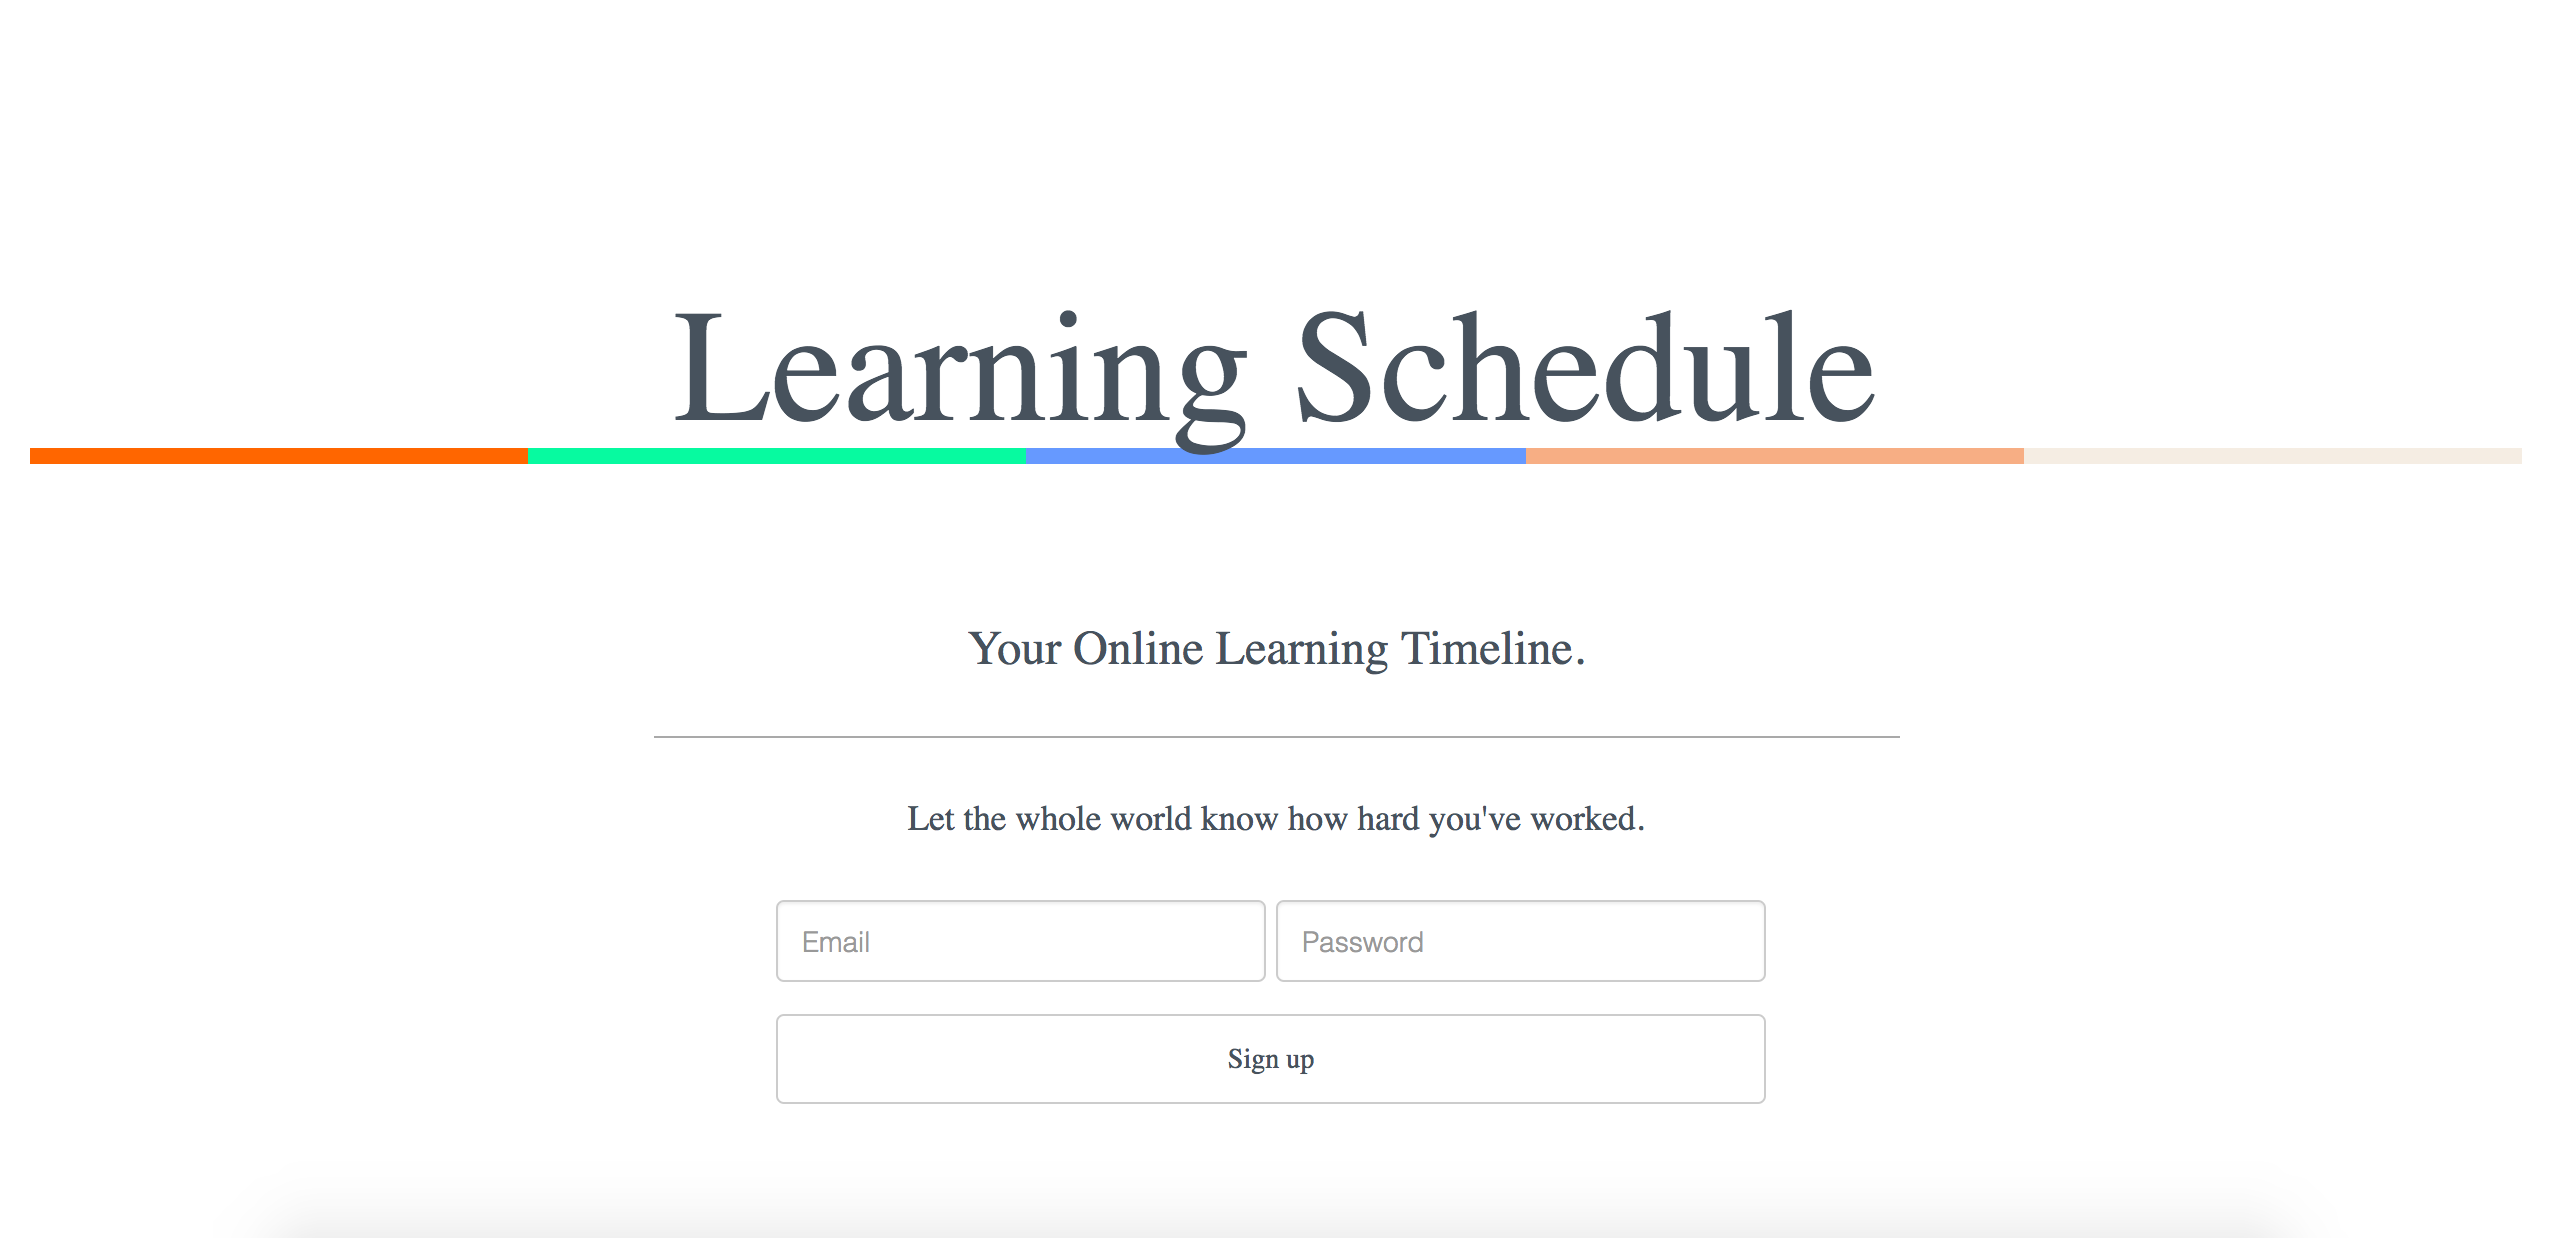 Learning Schedule
Your Online Learning Timeline.
Let the whole world know how hard you've worked.
Email
Password
Sign up